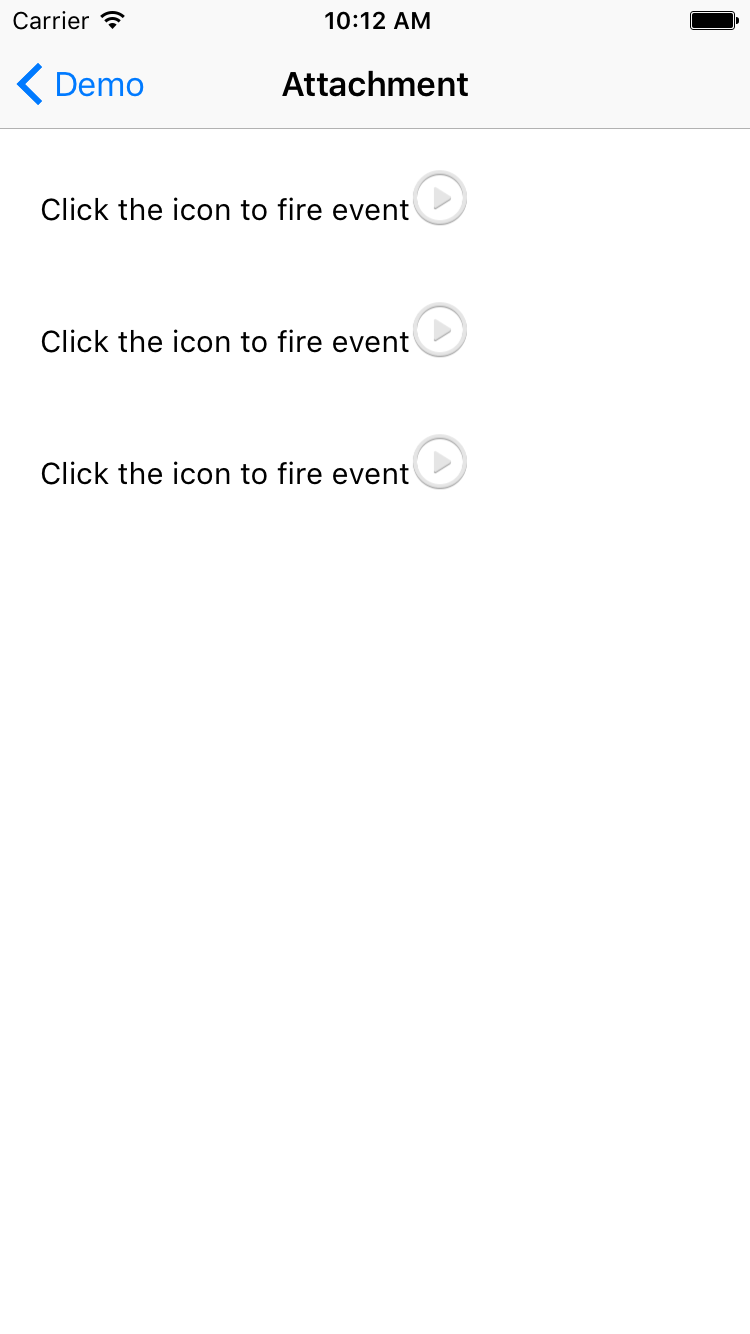 Carrier 10:12 AM
Demo Attachment
Click the icon to fire event
Click the icon to fire event
Click the icon to fire event